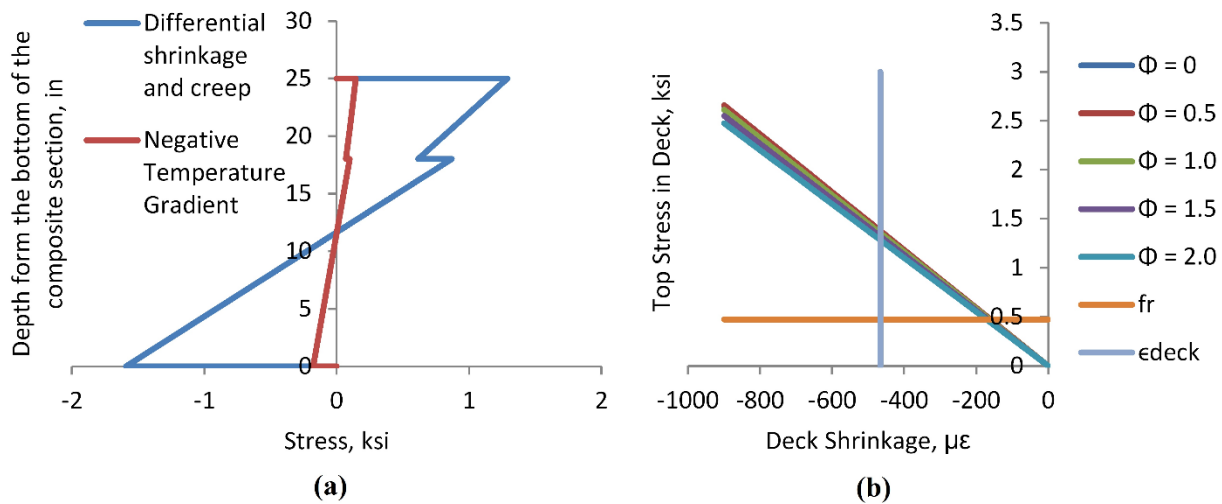 Differential
shrinkage
and creep
Negative
Temperature
Gradient
Depth form the bottom of the
composite section, in
30
25
20
15
10
5
0
-2
-1
0
1
2
Stress, ksi
(a)
Top Stress in Deck, ksi
3.5
3
2.5
2
1.5
1
0.5
0
-1000
-800
-600
-400
-200
0
Deck Shrinkage, με
(b)
Φ = 0
Φ = 0.5
Φ = 1.0
Φ = 1.5
Φ = 2.0
fr
єdeck